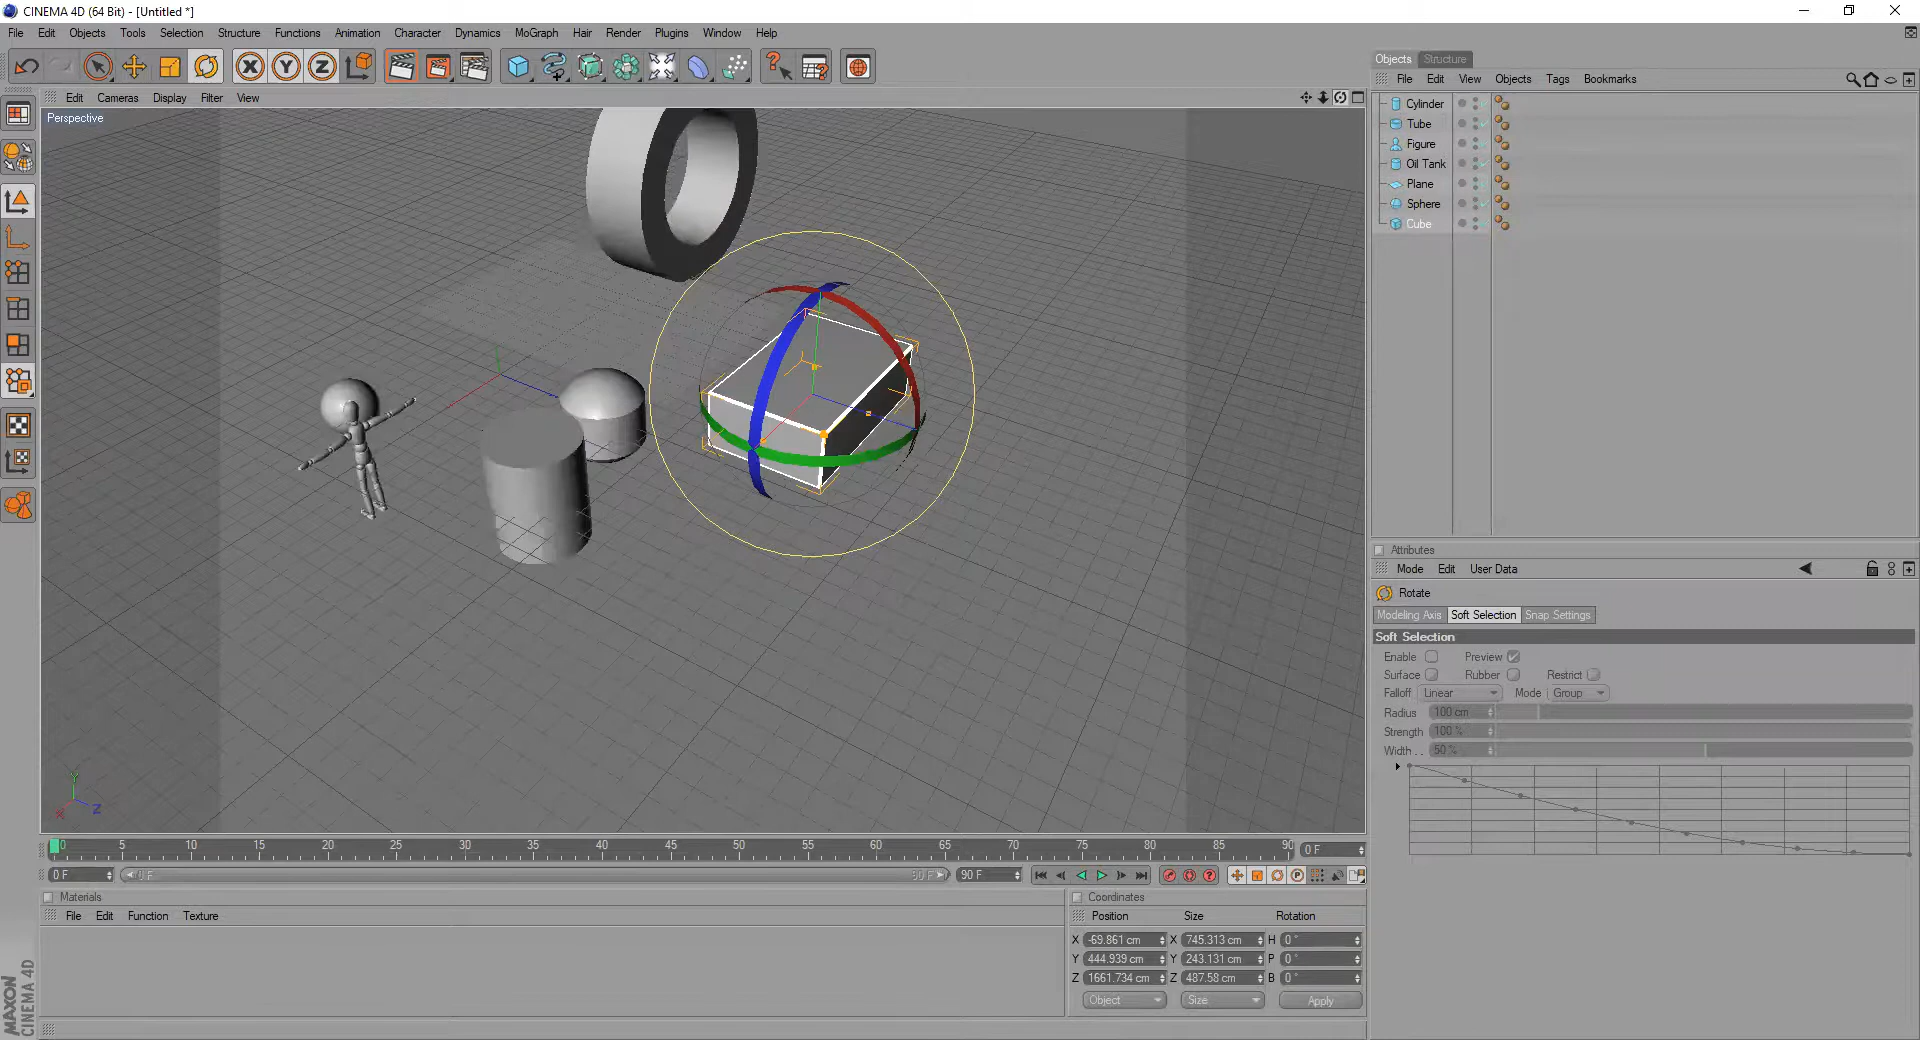 CINEMA 4D (64 Bit) - [Untitled *]
File Edit Objects Tools Selection Structure Functions Animation Character Dynamics MoGraph Hair Render Plugins Window Help
X Y Z
Edit Cameras Display Filter View
Perspective
Y
X Z
0 5 10 15 20 25 30 35 40 45 50 55 60 65 70 75 80 85 90
0 F
0 F 0 F 90 F 90 F
Materials
File Edit Function Texture
MAXON
CINEMA 4D
Coordinates
Position Size Rotation
X -69.861 cm X 745.313 cm H 0 °
Y 444.939 cm Y 243.131 cm P 0 °
Z 1661.734 cm Z 487.58 cm B 0 °
Object Size Apply
Objects Structure
File Edit View Objects Tags Bookmarks
Cylinder
Tube
Figure
Oil Tank
Plane
Sphere
Cube
Attributes
Mode Edit User Data
Rotate
Modeling Axis Soft Selection Snap Settings
Soft Selection
Enable Preview
Surface Rubber Restrict
Falloff Linear Mode Group
Radius 100 cm
Strength 100 %
Width . . 50 %